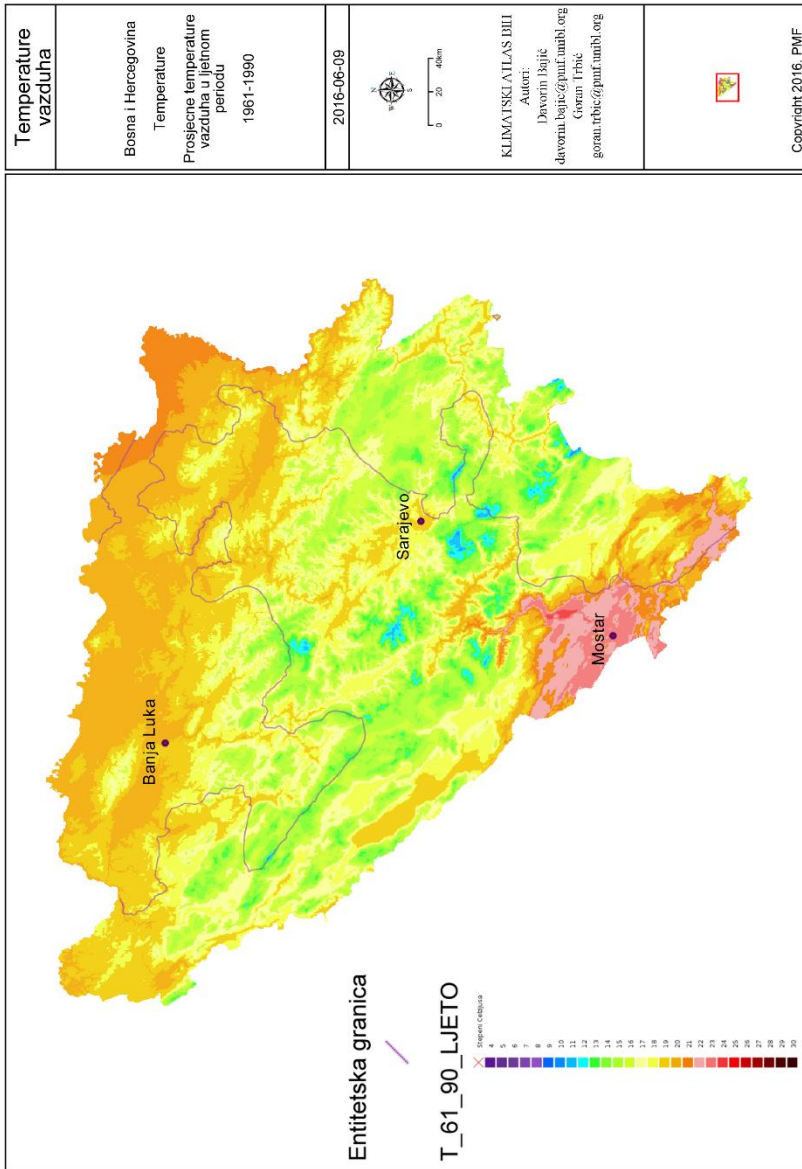 Temperature
vazduha
Bosna i Hercegovina
Temperature
Prosjecne temperature
vazduha u ljetnom
periodu
1961-1990
2016-06-09
N
W
E
S
0
20
40km
KLIMATSKI ATLAS BIH
Autori:
Davorin Bajić
davorin.bajic@pmf.unibl.org
Goran Trbić
goran.trbic@pmf.unibl.org
Copyright 2016. PMF
Banja Luka
Sarajevo
Mostar
Entitetska granica
T_61_90_LJETO
Stepeni Celzijusa
4
5
6
7
8
9
10
11
12
13
14
15
16
17
18
19
20
21
22
23
24
25
26
27
28
29
30